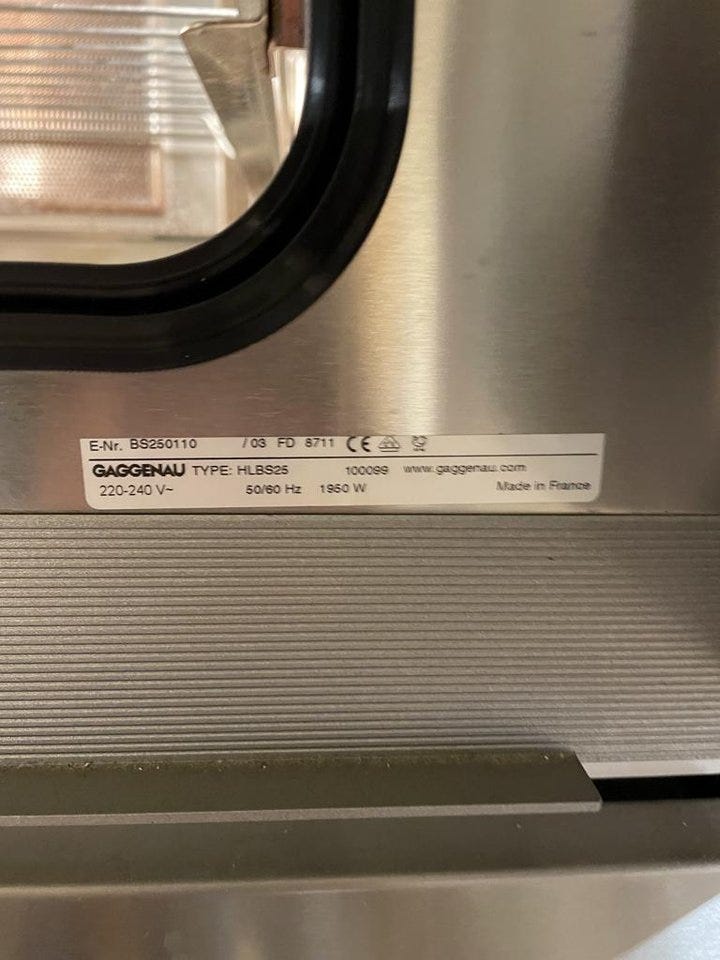 E-Nr. BS250110 / 03 FD 8711 CE
GAGGENAU TYPE: HLBS25 100099 www.gaggenau.com
220-240 V~ 50/60 Hz 1950 W Made in France